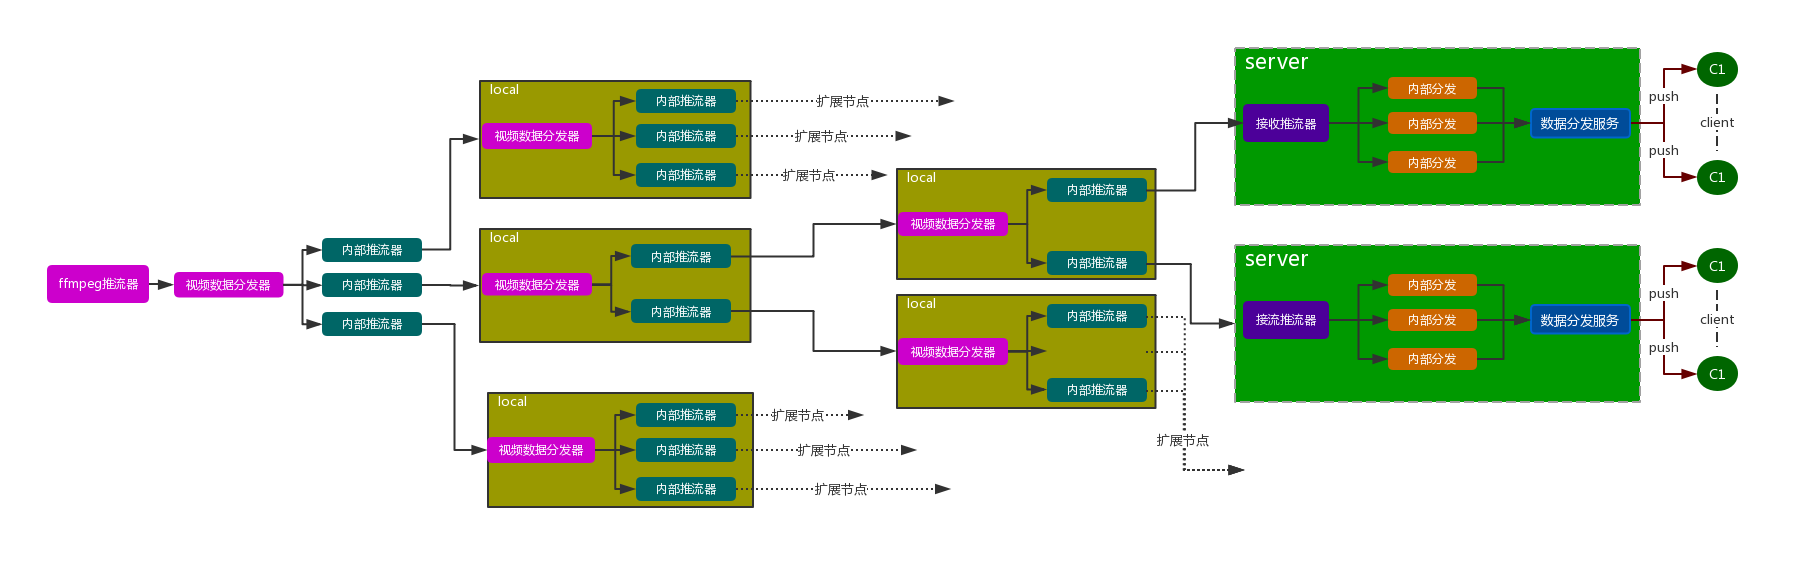 ffmpeg推流器
视频数据分发器
内部推流器
内部推流器
内部推流器
local
视频数据分发器
内部推流器
内部推流器
内部推流器
扩展节点
扩展节点
扩展节点
local
视频数据分发器
内部推流器
内部推流器
local
视频数据分发器
内部推流器
内部推流器
内部推流器
扩展节点
扩展节点
扩展节点
local
视频数据分发器
内部推流器
内部推流器
local
视频数据分发器
内部推流器
内部推流器
扩展节点
server
接收推流器
内部分发
内部分发
内部分发
数据分发服务
push
push
C1
client
C1
server
接流推流器
内部分发
内部分发
内部分发
数据分发服务
push
push
C1
client
C1